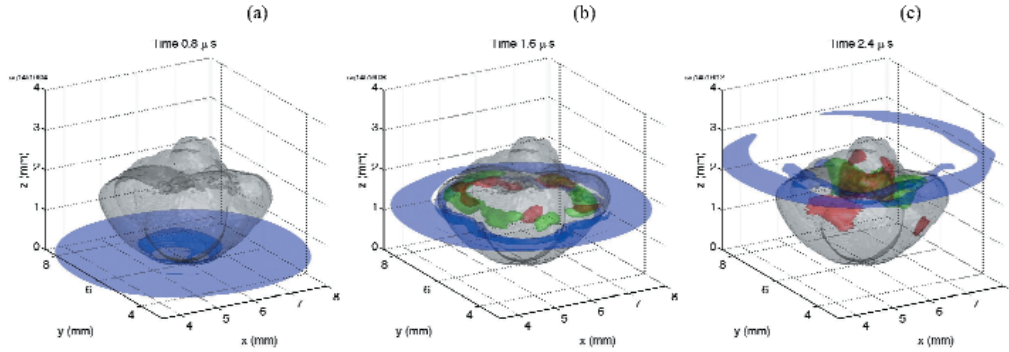 (a) (b) (c)
Time 0.8 μ s Time 1.6 μ s Time 2.4 μ s
4 4 4
3 3 3
2 2 2
1 1 1
0 0 0
z (mm) z (mm) z (mm)
8 6 4 8 6 4 8 6 4
y (mm) y (mm) y (mm)
4 5 6 7 8 4 5 6 7 8 4 5 6 7 8
x (mm) x (mm) x (mm)